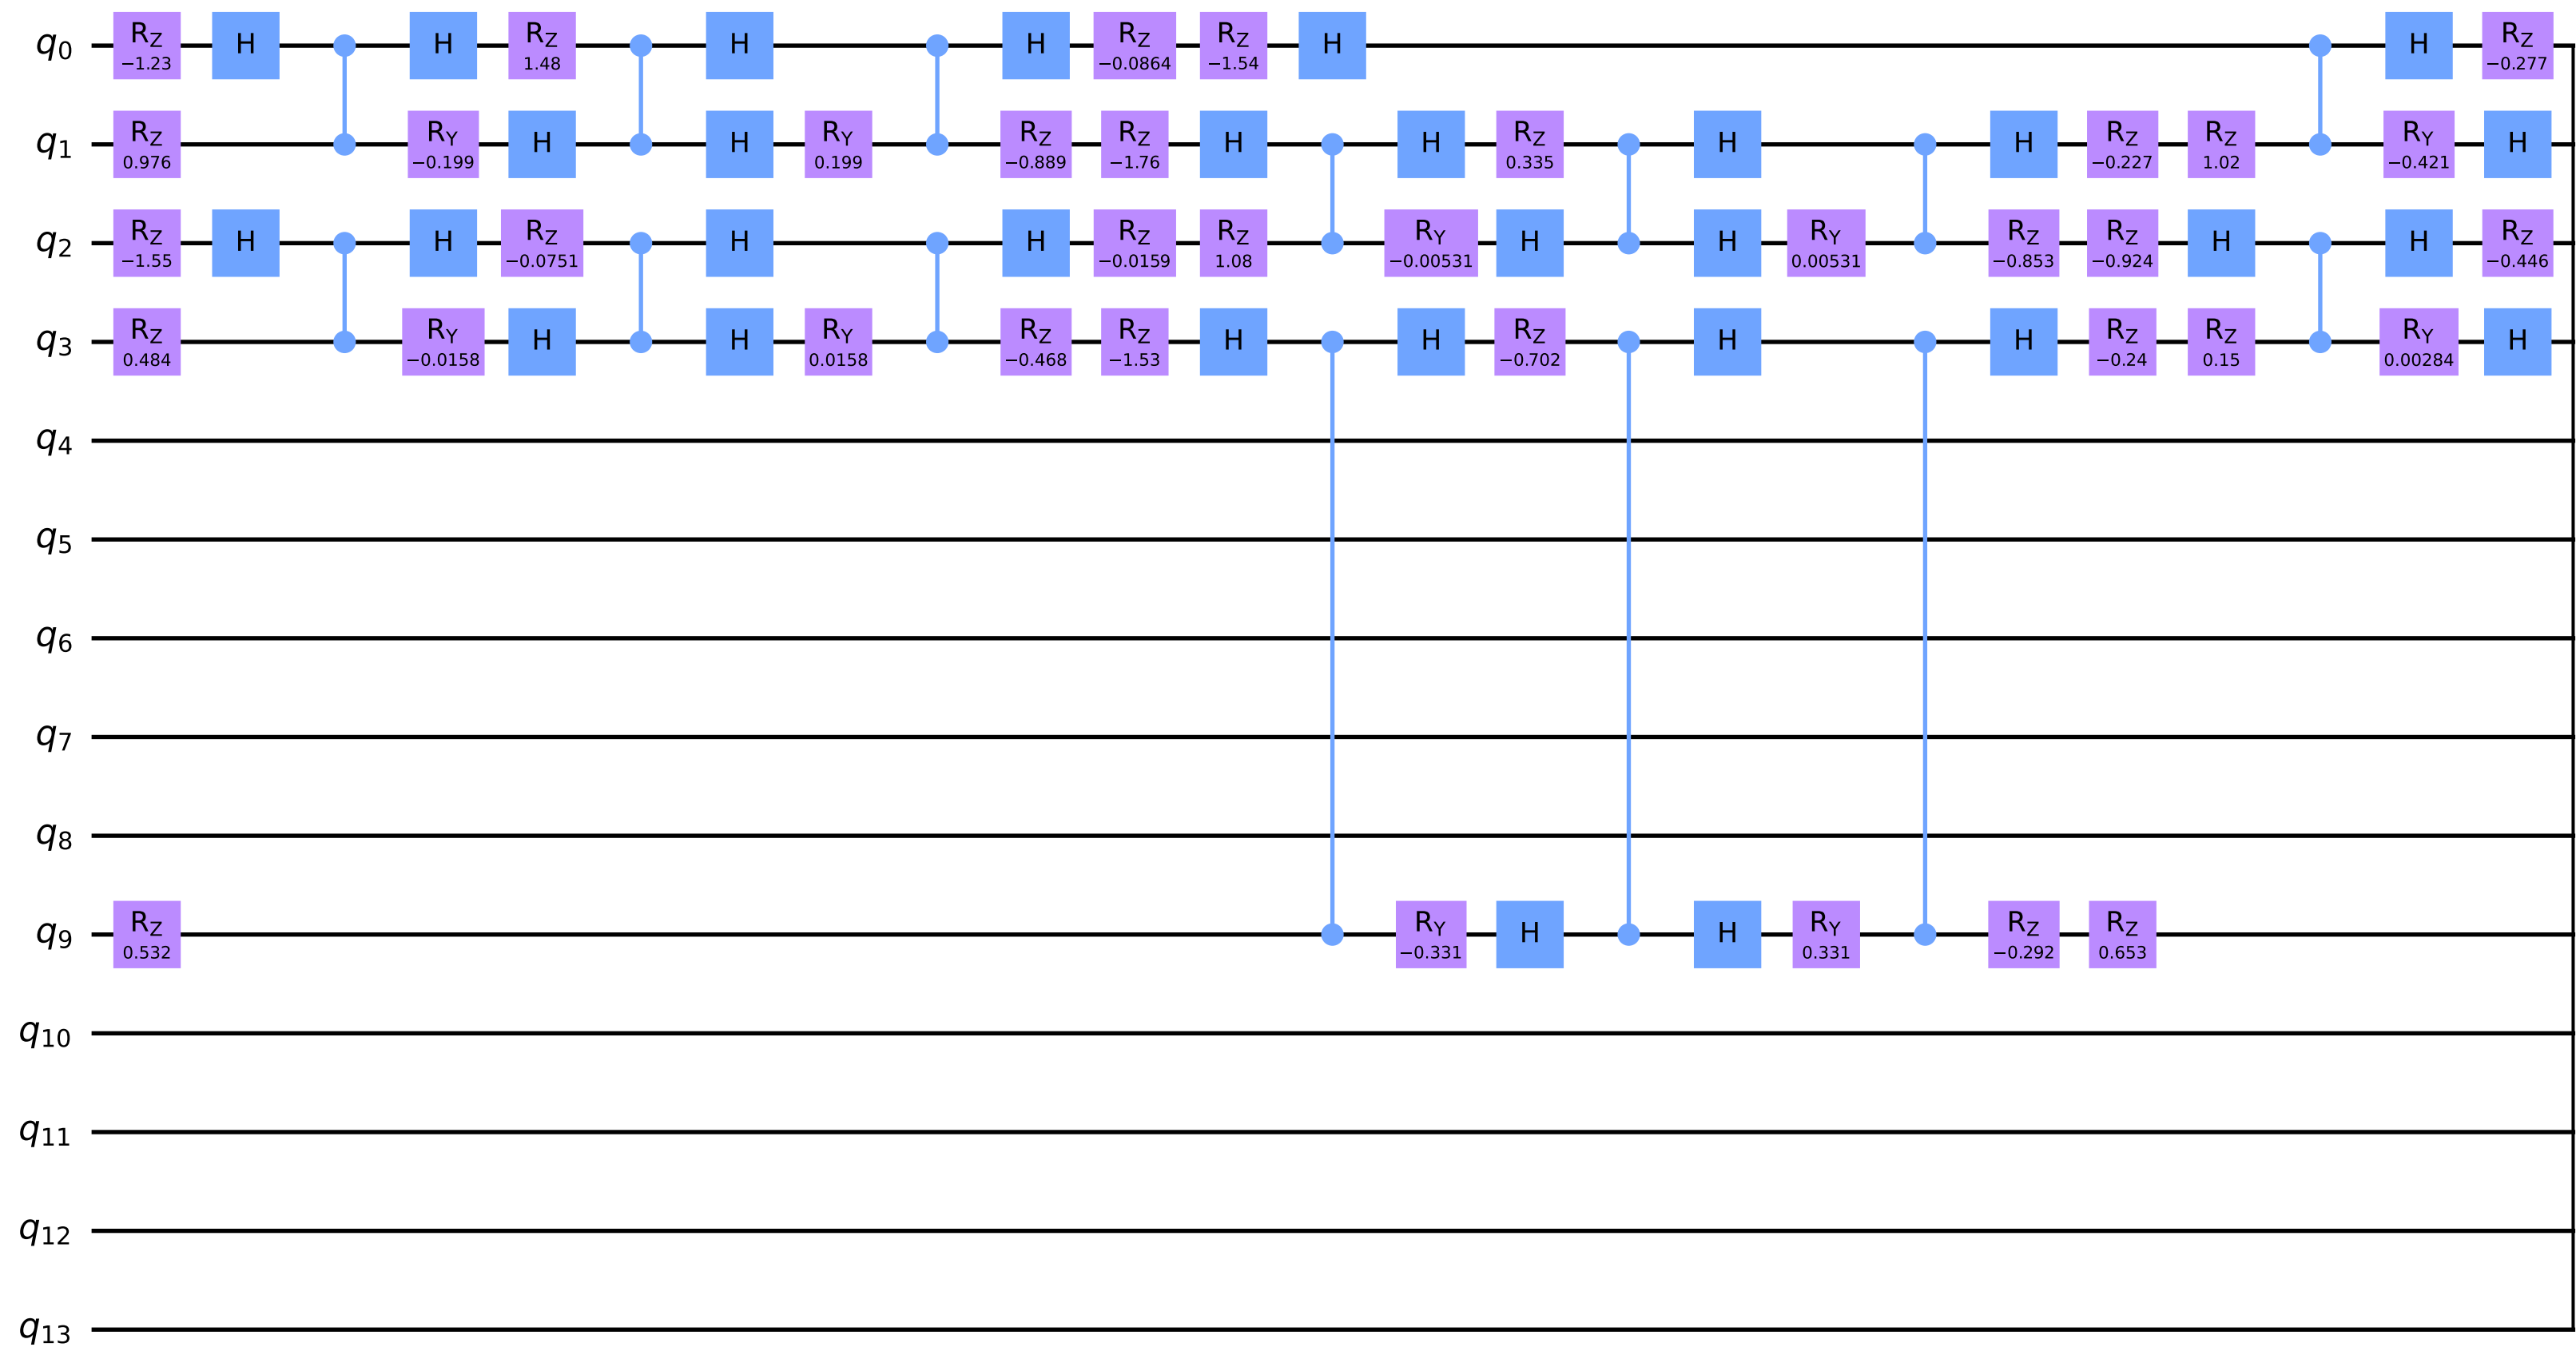 q0 RZ −1.23 H H RZ 1.48 H H RZ −0.0864 RZ −1.54 H H RZ −0.277
q1 RZ 0.976 RY −0.199 H H RY 0.199 RZ −0.889 RZ −1.76 H H RZ 0.335 H H RZ −0.227 RZ 1.02 RY −0.421 H
q2 RZ −1.55 H H RZ −0.0751 H H RZ −0.0159 RZ 1.08 RY −0.00531 H H RY 0.00531 RZ −0.853 RZ −0.924 H H RZ −0.446
q3 RZ 0.484 RY −0.0158 H H RY 0.0158 RZ −0.468 RZ −1.53 H H RZ −0.702 H H RZ −0.24 RZ 0.15 RY 0.00284 H
q4
q5
q6
q7
q8
q9 RZ 0.532 RY −0.331 H H RY 0.331 RZ −0.292 RZ 0.653
q10
q11
q12
q13